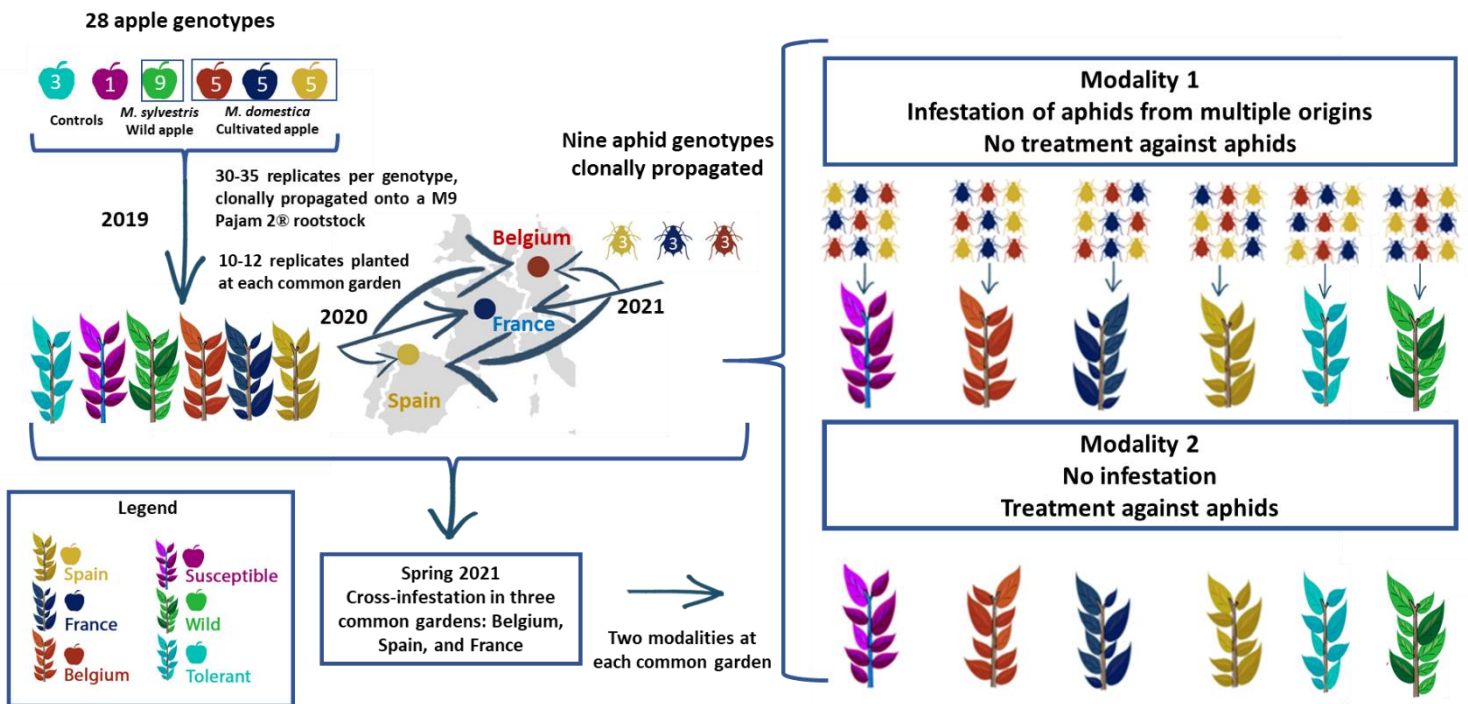 28 apple genotypes
3
1
9
5
5
5
Controls
M. sylvestris
Wild apple
M. domestica
Cultivated apple
2019
30-35 replicates per genotype,
clonally propagated onto a M9
Pajam 2® rootstock
10-12 replicates planted
at each common garden
Nine aphid genotypes
clonally propagated
3
3
3
Belgium
2020
France
2021
Spain
Legend
Spain
France
Belgium
Susceptible
Wild
Tolerant
Spring 2021
Cross-infestation in three
common gardens: Belgium,
Spain, and France
Two modalities at
each common garden
Modality 1
Infestation of aphids from multiple origins
No treatment against aphids
Modality 2
No infestation
Treatment against aphids